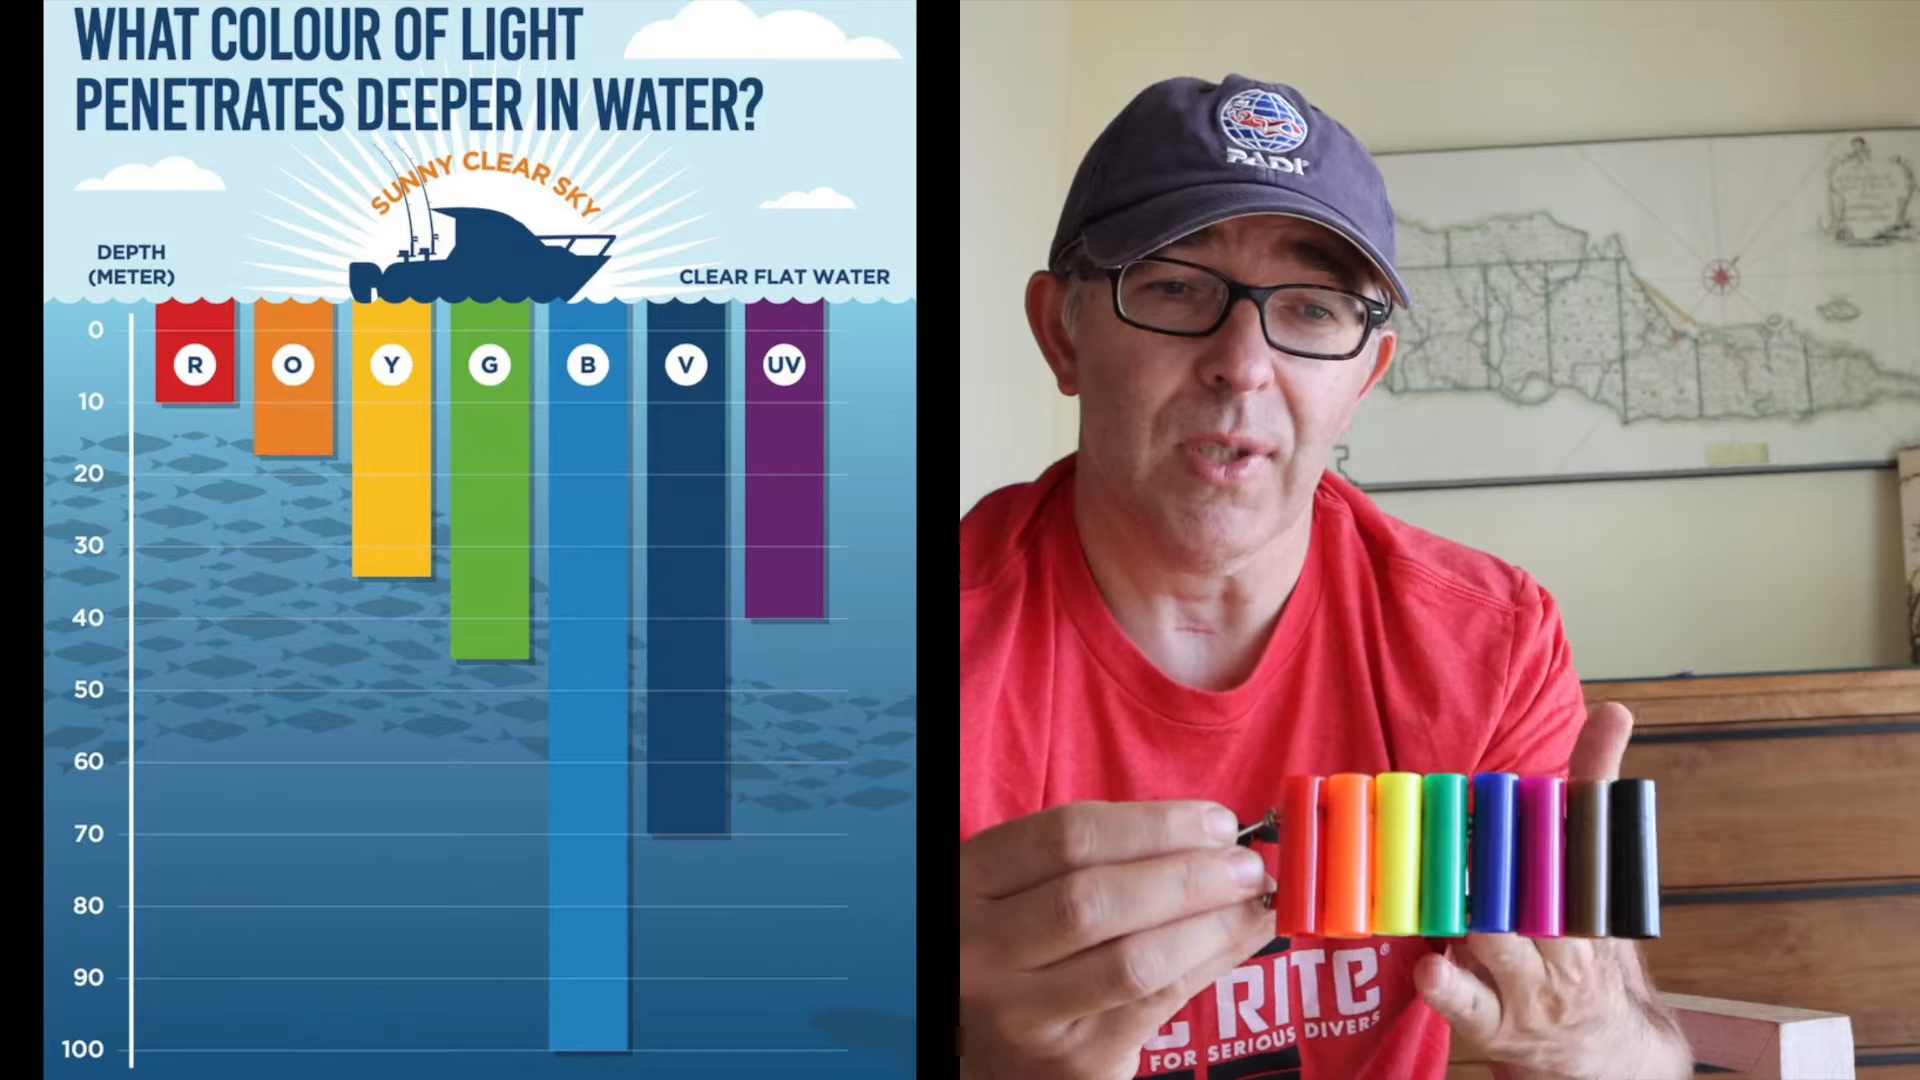 WHAT COLOUR OF LIGHT
PENETRATES DEEPER IN WATER?
SUNNY CLEAR SKY
DEPTH
(METER)
CLEAR FLAT WATER
R
O
Y
G
B
V
UV
0
10
20
30
40
50
60
70
80
90
100
PADI
RITE®
FOR SERIOUS DIVERS